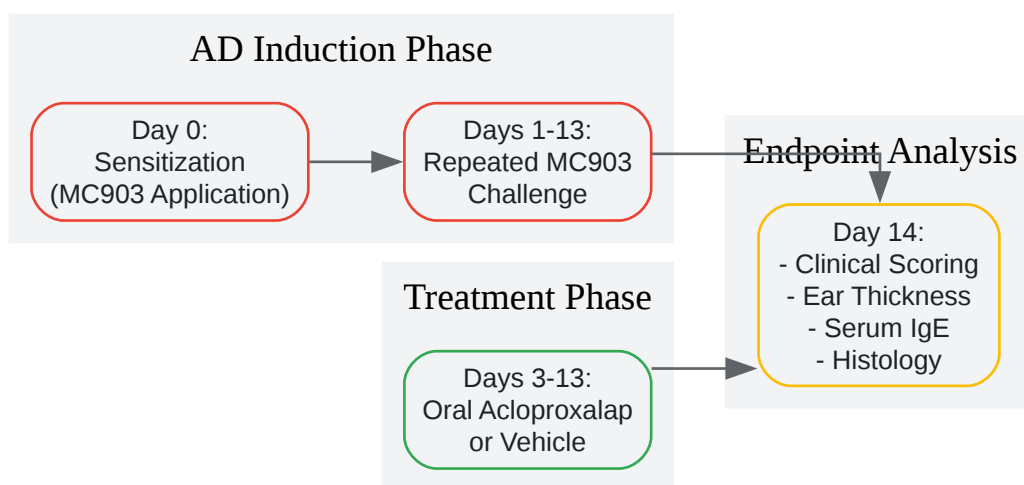 AD Induction Phase
Day 0:
Sensitization
(MC903 Application)
Days 1-13:
Repeated MC903
Challenge
Endpoint Analysis
Day 14:
- Clinical Scoring
- Ear Thickness
- Serum IgE
- Histology
Treatment Phase
Days 3-13:
Oral Acloproxalap
or Vehicle